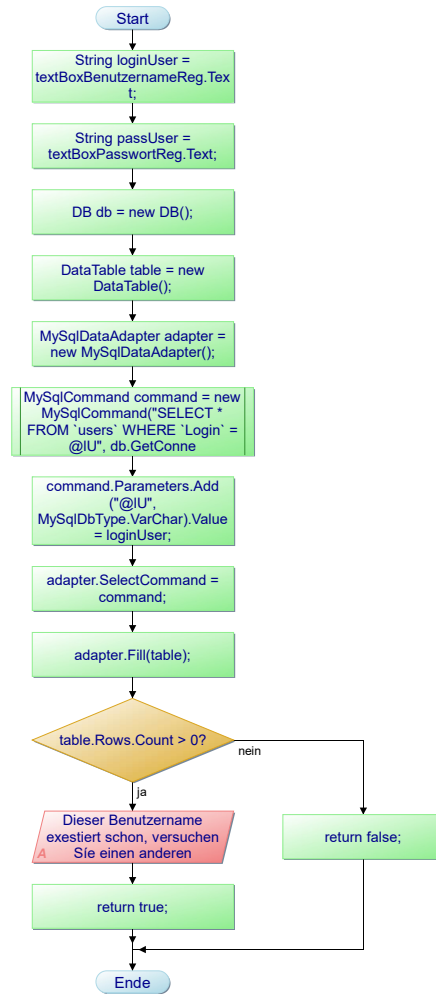 Start
String loginUser =
textBoxBenutzernameReg.Tex
t;
String passUser =
textBoxPasswortReg.Text;
DB db = new DB();
DataTable table = new
DataTable();
MySqlDataAdapter adapter =
new MySqlDataAdapter();
MySqlCommand command = new
MySqlCommand("SELECT *
FROM `users` WHERE `Login` =
@lU", db.GetConne
command.Parameters.Add
("@lU",
MySqlDbType.VarChar).Value
= loginUser;
adapter.SelectCommand =
command;
adapter.Fill(table);
table.Rows.Count > 0?
nein
ja
Dieser Benutzername
exestiert schon, versuchen
Síe einen anderen
A
return false;
return true;
Ende